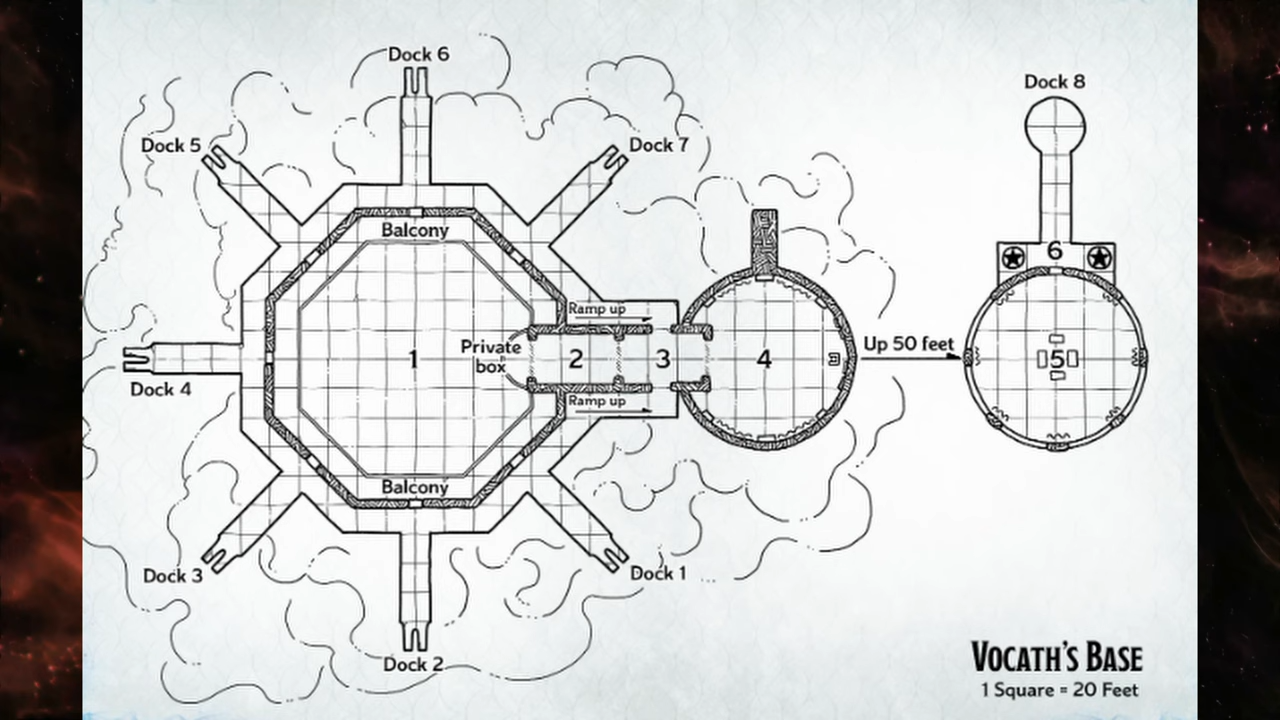 Dock 6
Dock 8
Dock 5
Dock 7
Balcony
6
Ramp up
Private
box
1
2
3
4
Up 50 feet
5
Dock 4
Ramp up
Balcony
Dock 3
Dock 1
Dock 2
VOCATH'S BASE
1 Square = 20 Feet